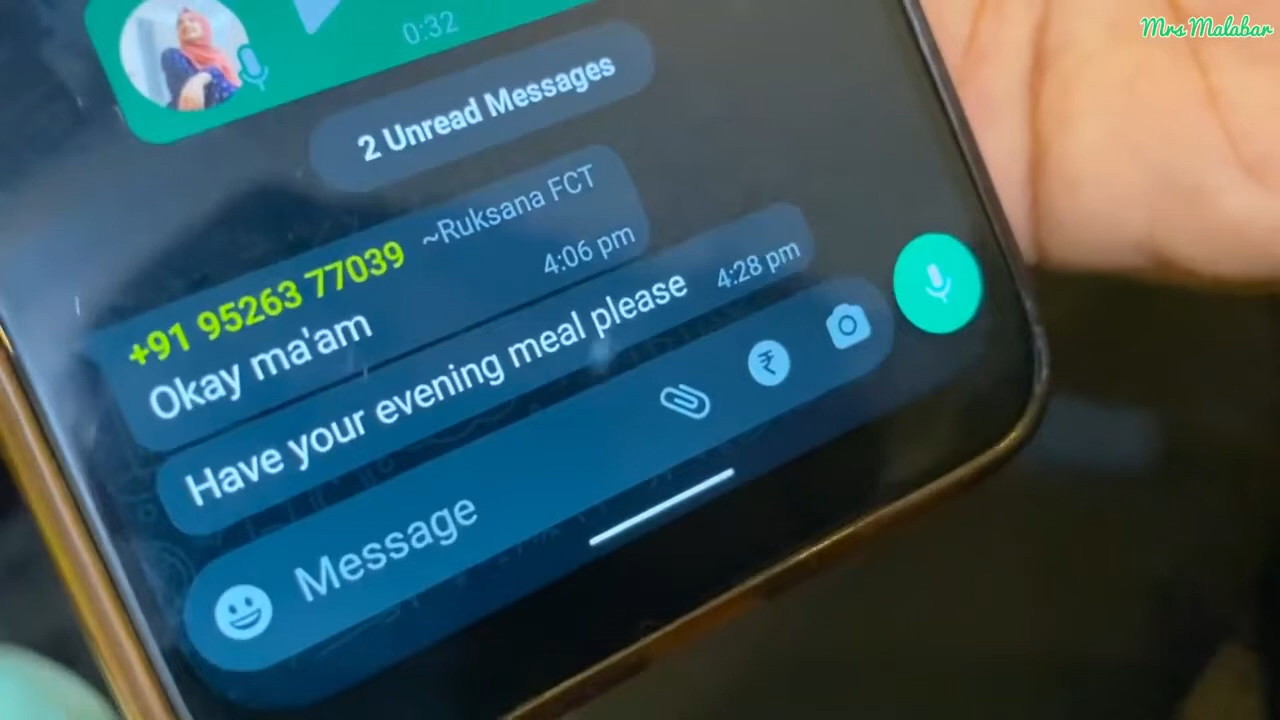 Mrs Malabar
0:32
2 Unread Messages
+91 95263 77039 ~Ruksana FCT
Okay ma'am 4:06 pm
Have your evening meal please 4:28 pm
Message